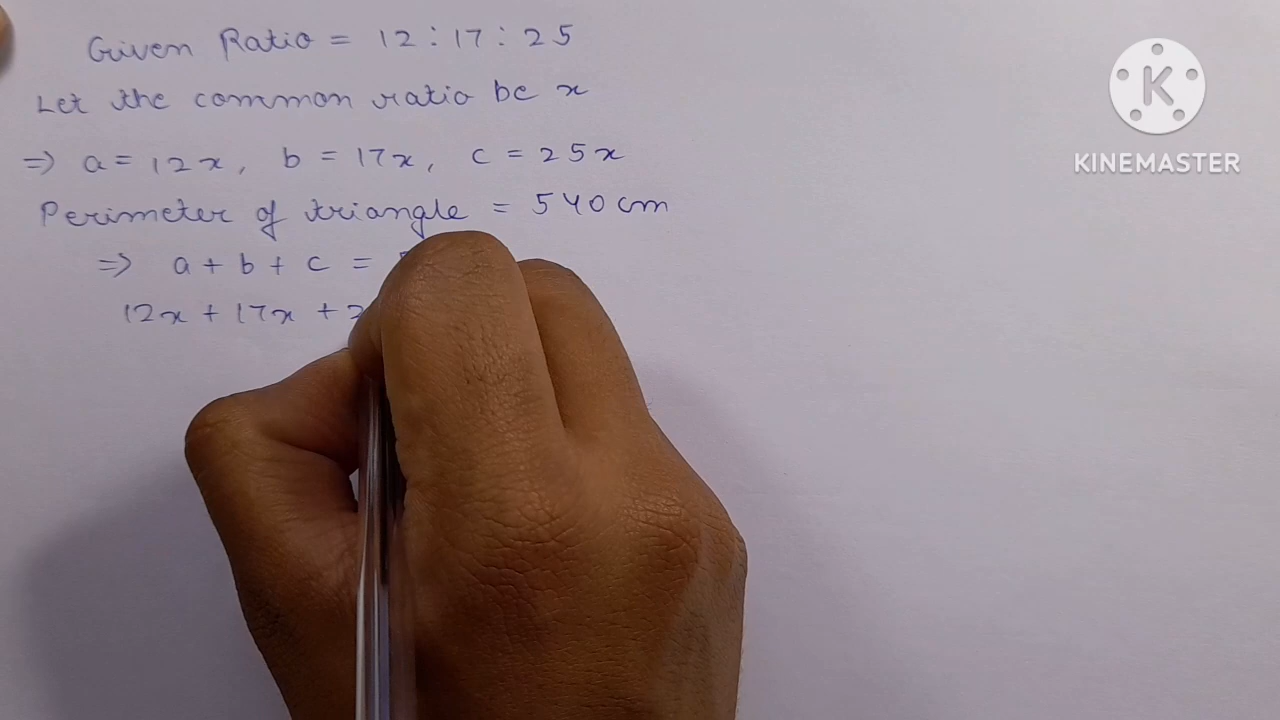 Given Ratio = 12 : 17 : 25
Let the common ratio be x
⇒ a = 12x, b = 17x, c = 25x
Perimeter of triangle = 540 cm
⇒ a + b + c =
12x + 17x + 2
K
KINEMASTER